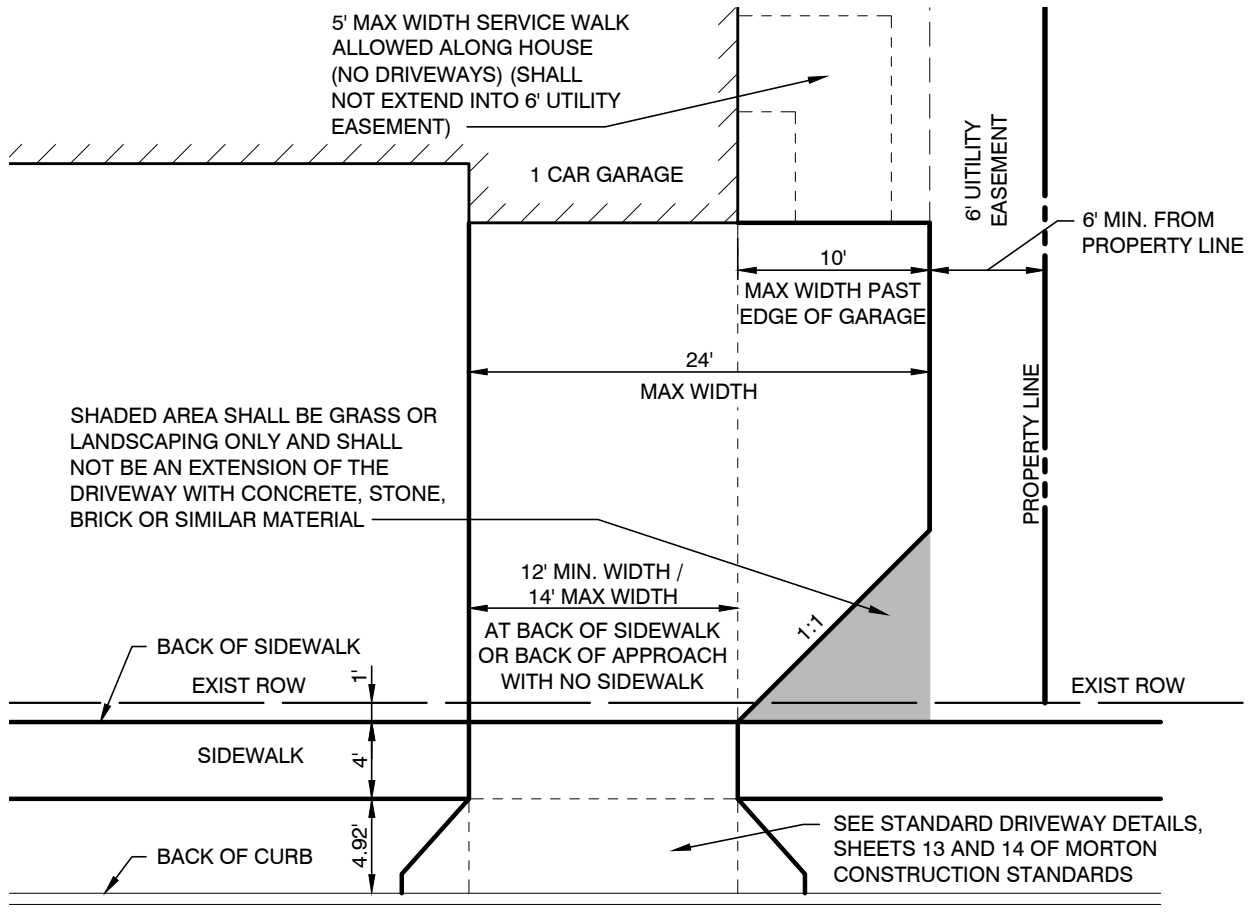 5' MAX WIDTH SERVICE WALK
ALLOWED ALONG HOUSE
(NO DRIVEWAYS) (SHALL
NOT EXTEND INTO 6' UTILITY
EASEMENT)
1 CAR GARAGE
6' UITILITY
EASEMENT
6' MIN. FROM
PROPERTY LINE
10'
MAX WIDTH PAST
EDGE OF GARAGE
24'
MAX WIDTH
PROPERTY LINE
SHADED AREA SHALL BE GRASS OR
LANDSCAPING ONLY AND SHALL
NOT BE AN EXTENSION OF THE
DRIVEWAY WITH CONCRETE, STONE,
BRICK OR SIMILAR MATERIAL
12' MIN. WIDTH /
14' MAX WIDTH
AT BACK OF SIDEWALK
OR BACK OF APPROACH
WITH NO SIDEWALK
1:1
BACK OF SIDEWALK
EXIST ROW
1'
EXIST ROW
SIDEWALK
4'
BACK OF CURB
4.92'
SEE STANDARD DRIVEWAY DETAILS,
SHEETS 13 AND 14 OF MORTON
CONSTRUCTION STANDARDS